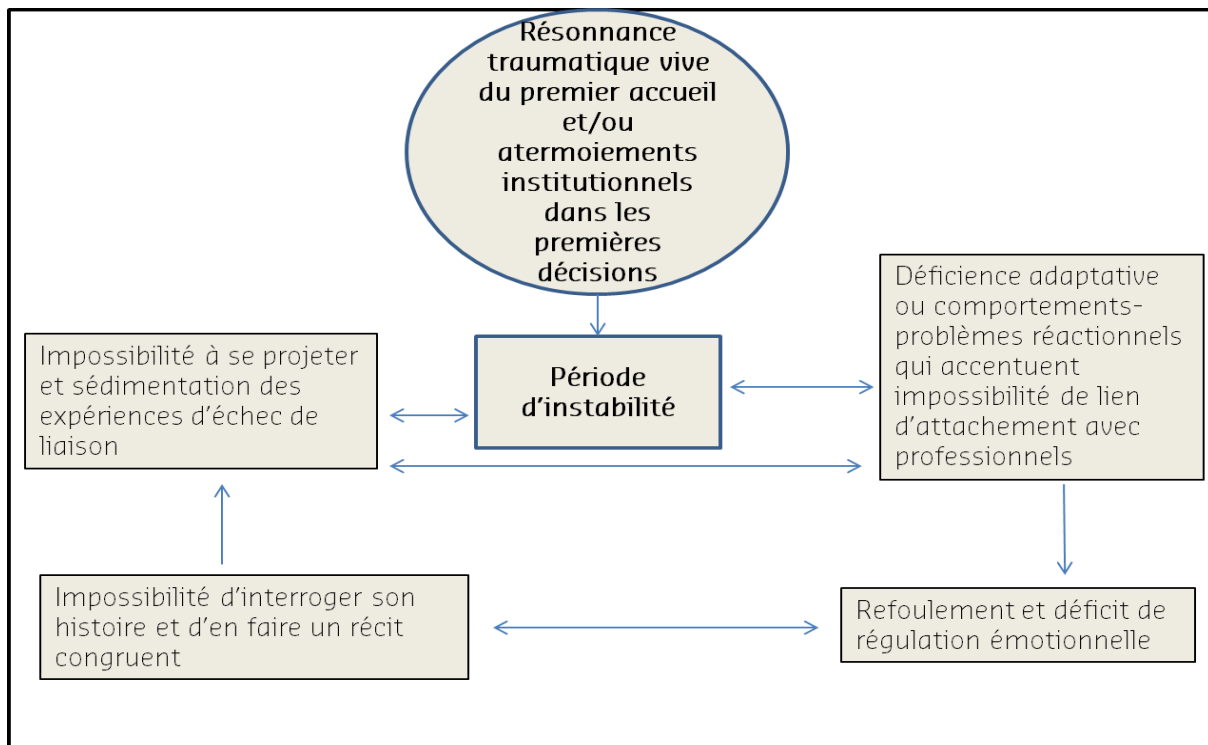 Résonnance
traumatique vive
du premier accueil
et/ou
atermoiements
institutionnels
dans les
premières
décisions
Impossibilité à se projeter
et sédimentation des
expériences d'échec de
liaison
Période
d'instabilité
Déficience adaptative
ou comportements-
problèmes réactionnels
qui accentuent
impossibilité de lien
d'attachement avec
professionnels
Impossibilité d'interroger son
histoire et d'en faire un récit
congruent
Refoulement et déficit de
régulation émotionnelle